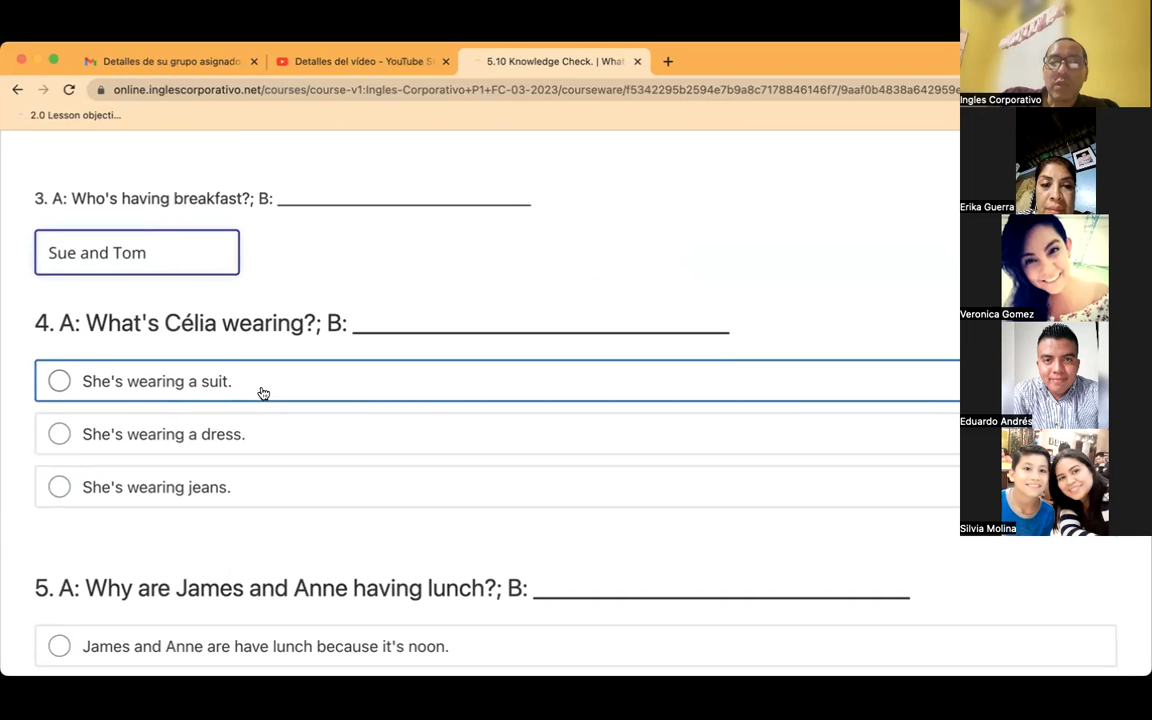 Detalles de su grupo asignado
Detalles del vídeo - YouTube S
5.10 Knowledge Check. | What
online.inglescorporativo.net/courses/course-v1:Ingles-Corporativo+P1+FC-03-2023/courseware/f5342295b2594e7b9a8c7178846146f7/9aaf0b4838a642959e
2.0 Lesson objecti...
3. A: Who's having breakfast?; B: ____________________________
Sue and Tom
4. A: What's Célia wearing?; B: ____________________________
She's wearing a suit.
She's wearing a dress.
She's wearing jeans.
5. A: Why are James and Anne having lunch?; B: ____________________________
James and Anne are have lunch because it's noon.
Ingles Corporativo
Erika Guerra
Veronica Gomez
Eduardo Andrés
Silvia Molina